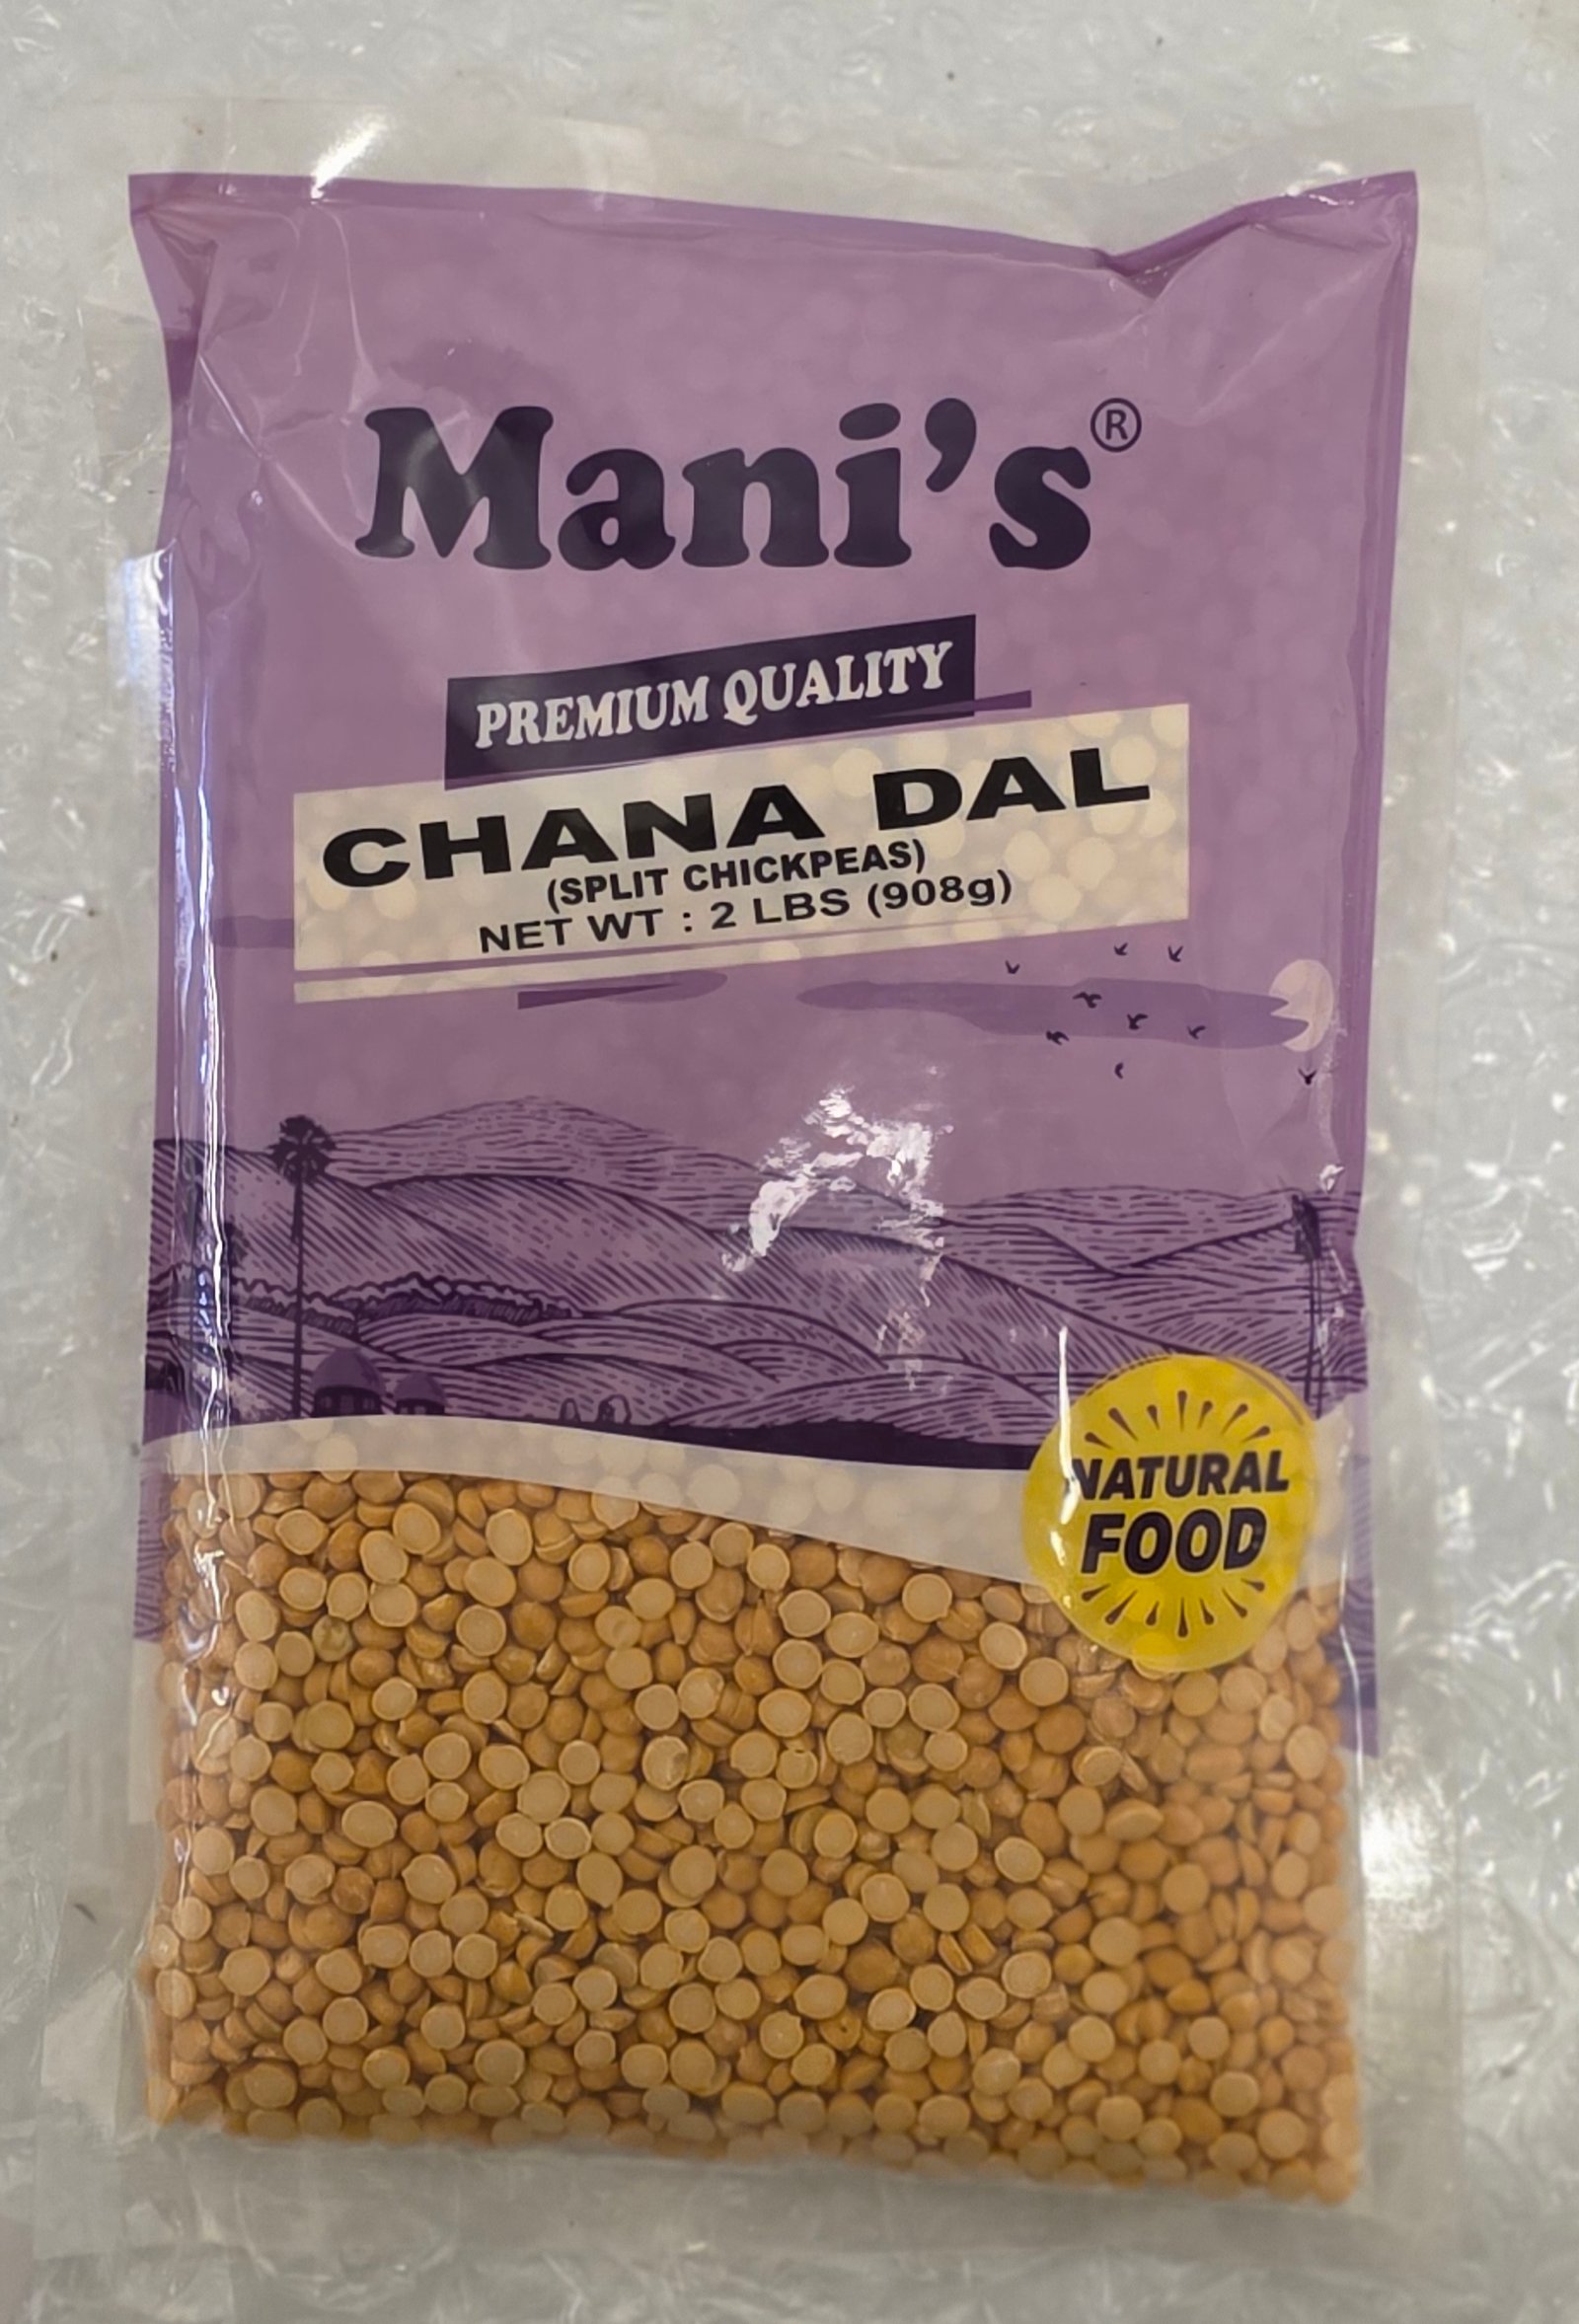 Mani's®
PREMIUM QUALITY
CHANA DAL
(SPLIT CHICKPEAS)
NET WT : 2 LBS (908g)
NATURAL
FOOD